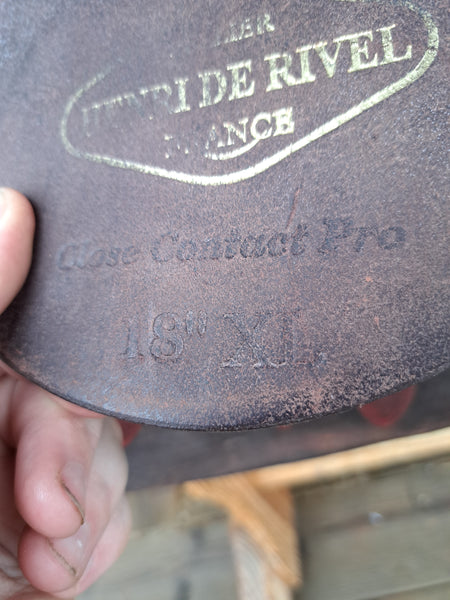 HENRI DE RIVEL
FRANCE
Close Contact Pro
18" XL